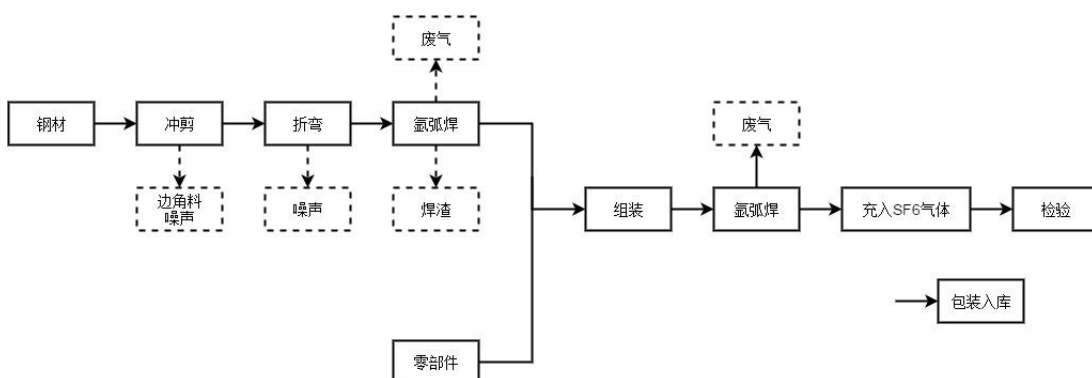 废气
钢材
冲剪
折弯
氩弧焊
废气
边角料
噪声
噪声
焊渣
组装
氩弧焊
充入SF6气体
检验
包装入库
零部件